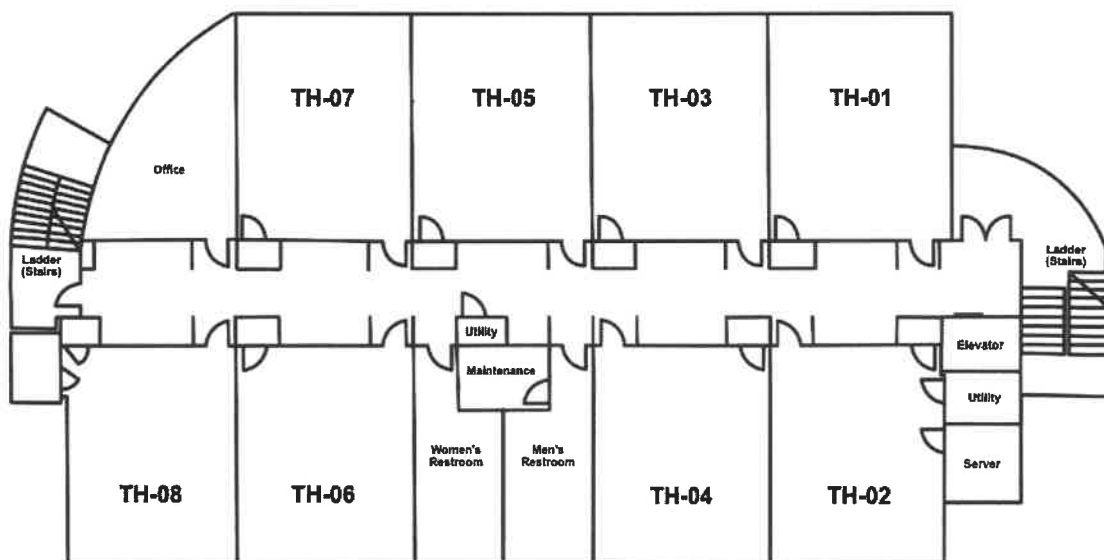 TH-07
TH-05
TH-03
TH-01
Office
Ladder
(Stairs)
Ladder
(Stairs)
Utility
Elevator
Maintenance
Utility
Women's
Restroom
Men's
Restroom
Server
TH-08
TH-06
TH-04
TH-02